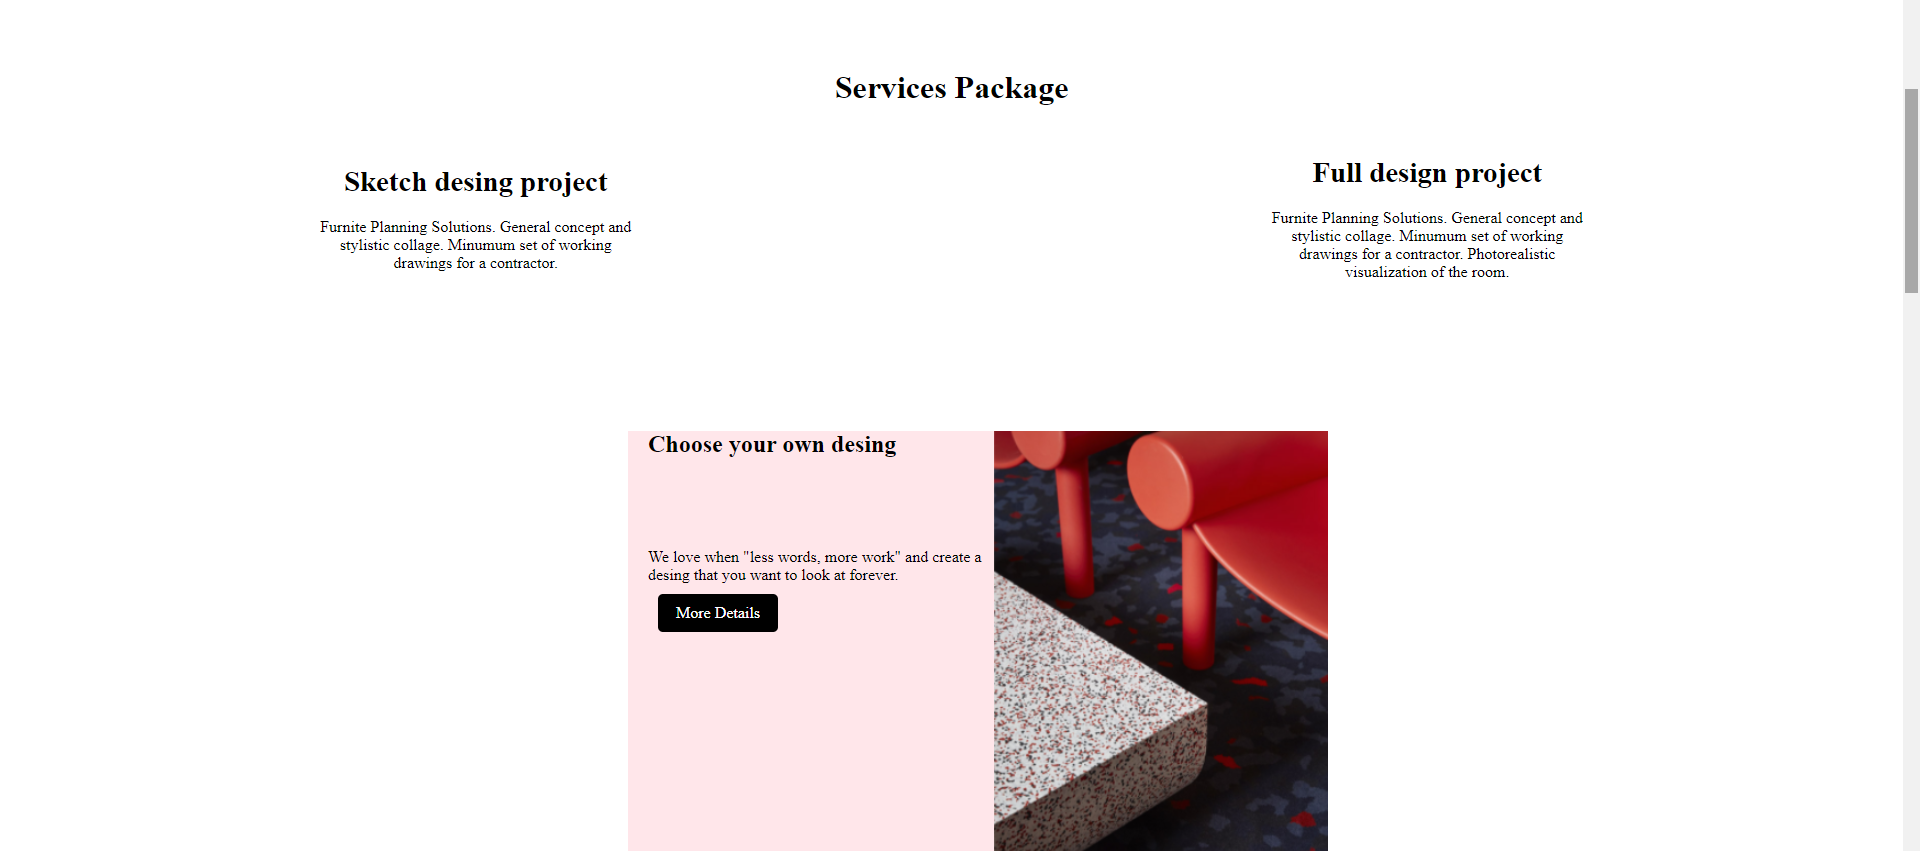 Services Package
Sketch desing project
Furnite Planning Solutions. General concept and
stylistic collage. Minumum set of working
drawings for a contractor.
Full design project
Furnite Planning Solutions. General concept and
stylistic collage. Minumum set of working
drawings for a contractor. Photorealistic
visualization of the room.
Choose your own desing
We love when "less words, more work" and create a
desing that you want to look at forever.
More Details